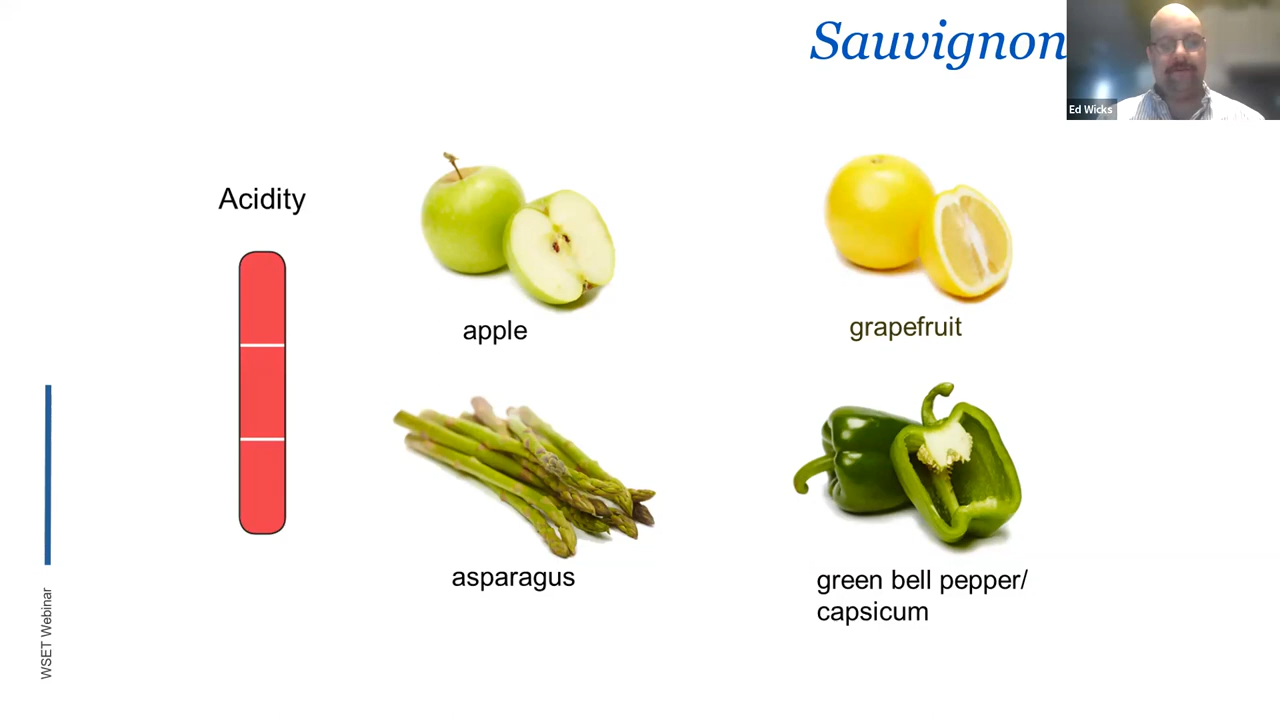 Sauvignon
Ed Wicks
Acidity
apple
grapefruit
asparagus
green bell pepper/
capsicum
WSET Webinar